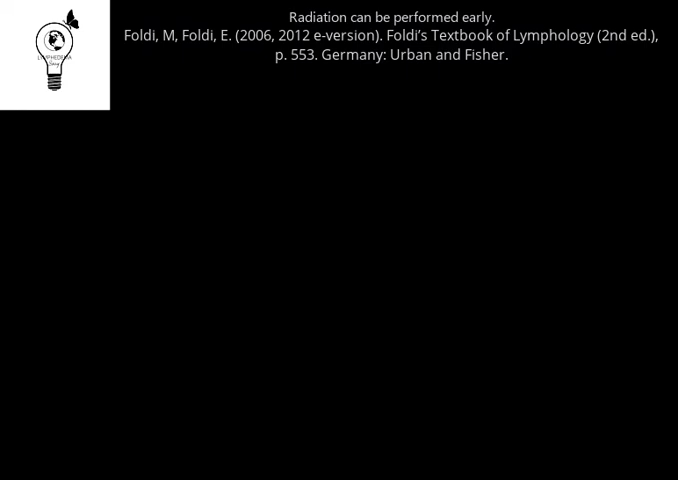 Radiation can be performed early.
Foldi, M, Foldi, E. (2006, 2012 e-version). Foldi’s Textbook of Lymphology (2nd ed.),
p. 553. Germany: Urban and Fisher.